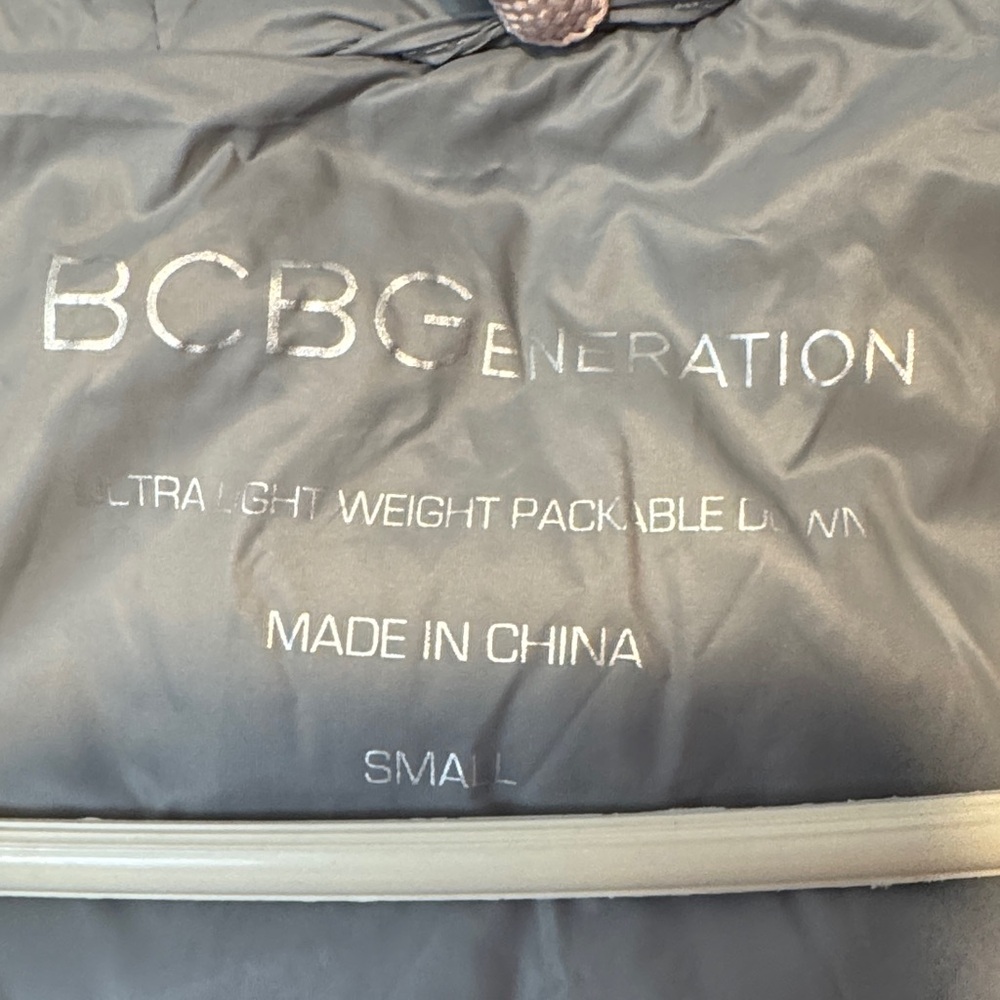 BCBGENERATION
ULTRA LIGHT WEIGHT PACKABLE DOWN
MADE IN CHINA
SMALL